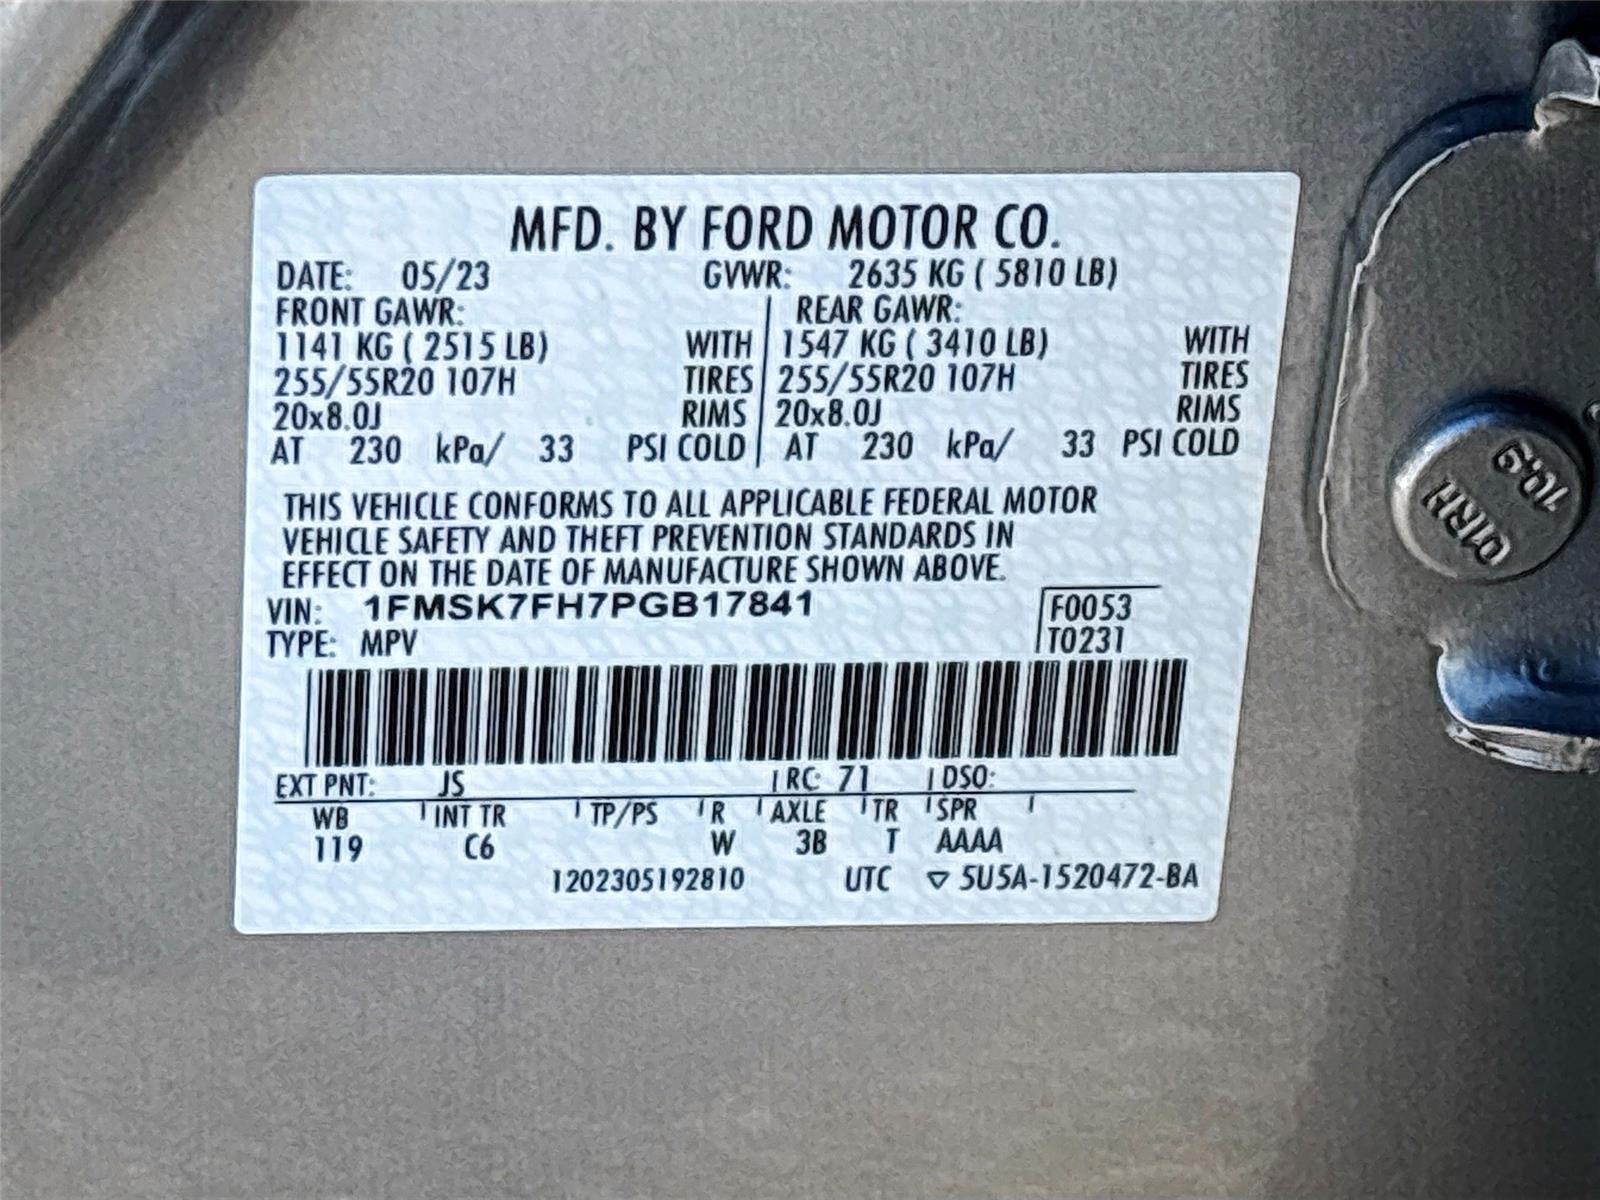 MFD. BY FORD MOTOR CO.
DATE: 05/23 GVWR: 2635 KG ( 5810 LB)
FRONT GAWR: REAR GAWR:
1141 KG ( 2515 LB) WITH 1547 KG ( 3410 LB) WITH
255/55R20 107H TIRES 255/55R20 107H TIRES
20x8.0J RIMS 20x8.0J RIMS
AT 230 kPa/ 33 PSI COLD AT 230 kPa/ 33 PSI COLD
THIS VEHICLE CONFORMS TO ALL APPLICABLE FEDERAL MOTOR
VEHICLE SAFETY AND THEFT PREVENTION STANDARDS IN
EFFECT ON THE DATE OF MANUFACTURE SHOWN ABOVE.
VIN: 1FMSK7FH7PGB17841 F0053
TYPE: MPV T0231
EXT PNT: JS RC: 71 DSO:
WB INT TR TP/PS R AXLE TR SPR
119 C6 W 3B T AAAA
1202305192810 UTC ▽ 5U5A-1520472-BA
10.9
01RH